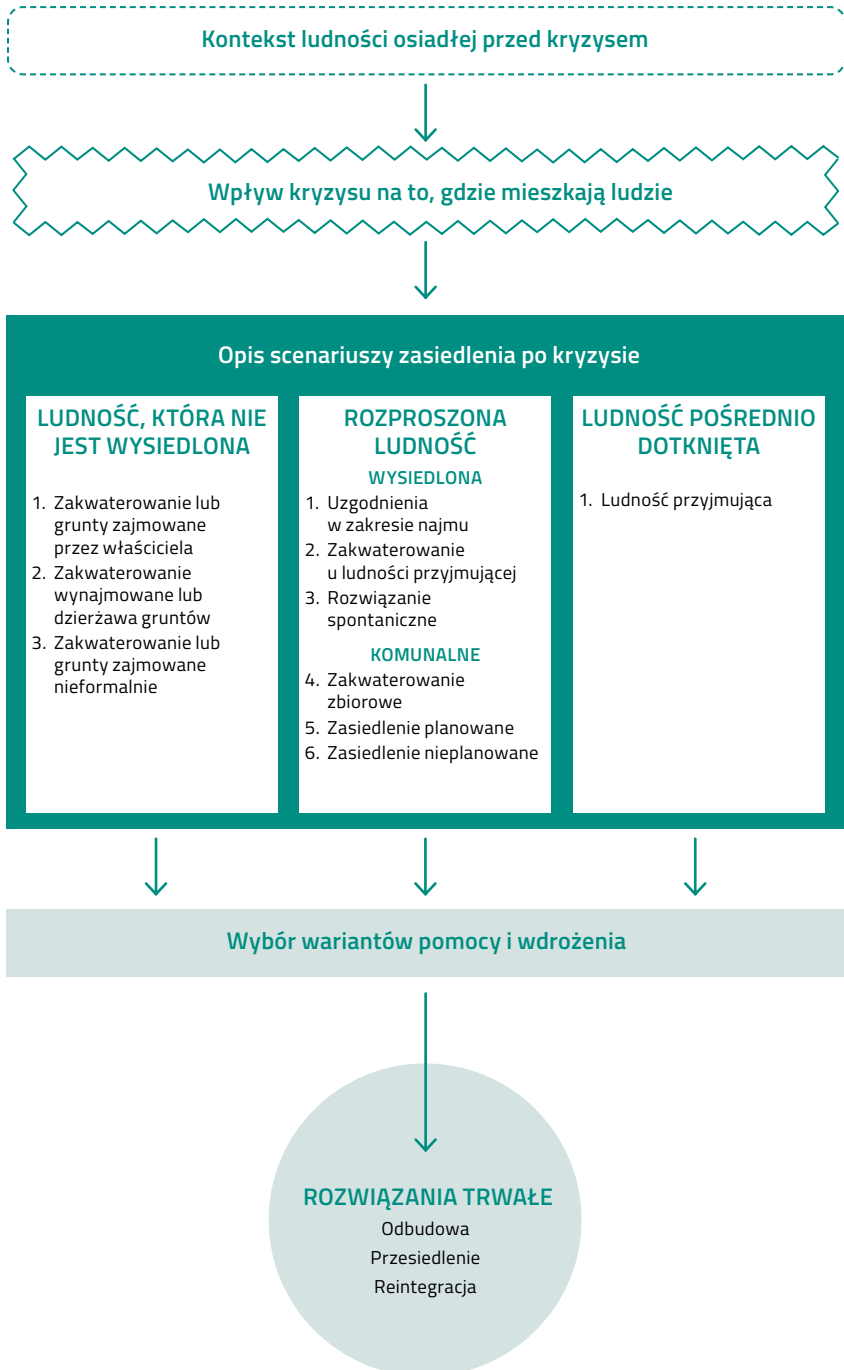 Kontekst ludności osiadłej przed kryzysem
Wpływ kryzysu na to, gdzie mieszkają ludzie
Opis scenariuszy zasiedlenia po kryzysie
LUDNOŚĆ, KTÓRA NIE
JEST WYSIEDLONA
1. Zakwaterowanie lub
grunty zajmowane
przez właściciela
2. Zakwaterowanie
wynajmowane lub
dzierżawa gruntów
3. Zakwaterowanie lub
grunty zajmowane
nieformalnie
ROZPROSZONA
LUDNOŚĆ
WYSIEDLONA
1. Uzgodnienia
w zakresie najmu
2. Zakwaterowanie
u ludności przyjmującej
3. Rozwiązanie
spontaniczne
KOMUNALNE
4. Zakwaterowanie
zbiorowe
5. Zasiedlenie planowane
6. Zasiedlenie nieplanowane
LUDNOŚĆ POŚREDNIO
DOTKNIĘTA
1. Ludność przyjmująca
Wybór wariantów pomocy i wdrożenia
ROZWIĄZANIA TRWAŁE
Odbudowa
Przesiedlenie
Reintegracja